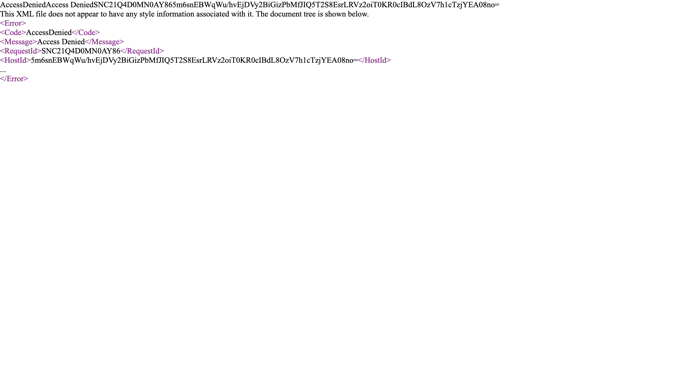 AccessDeniedAccess DeniedSNC21Q4D0MN0AY865m6snEBWqWu/hvEjDVy2BiGizPbMfJIQ5T2S8EsrLRVz2oiT0KR0cIBdL8OzV7h1cTzjYEA08no=
This XML file does not appear to have any style information associated with it. The document tree is shown below.
<Error>
<Code>AccessDenied</Code>
<Message>Access Denied</Message>
<RequestId>SNC21Q4D0MN0AY86</RequestId>
<HostId>5m6snEBWqWu/hvEjDVy2BiGizPbMfJIQ5T2S8EsrLRVz2oiT0KR0cIBdL8OzV7h1cTzjYEA08no=</HostId>
...
</Error>